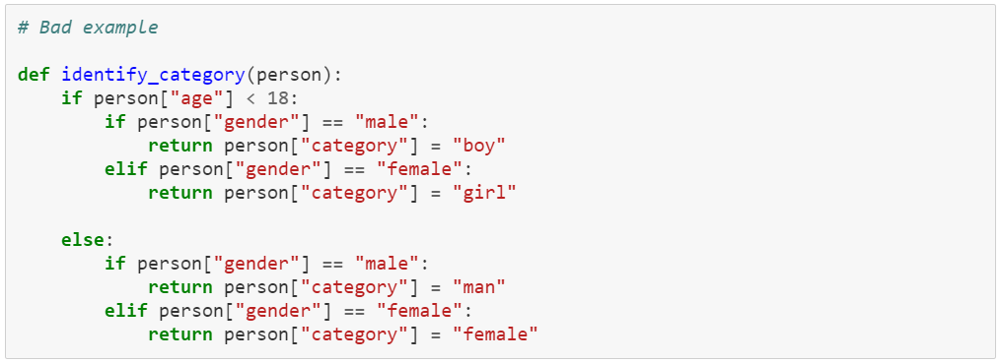 # Bad example
def identify_category(person):
    if person["age"] < 18:
        if person["gender"] == "male":
            return person["category"] = "boy"
        elif person["gender"] == "female":
            return person["category"] = "girl"
    else:
        if person["gender"] == "male":
            return person["category"] = "man"
        elif person["gender"] == "female":
            return person["category"] = "female"